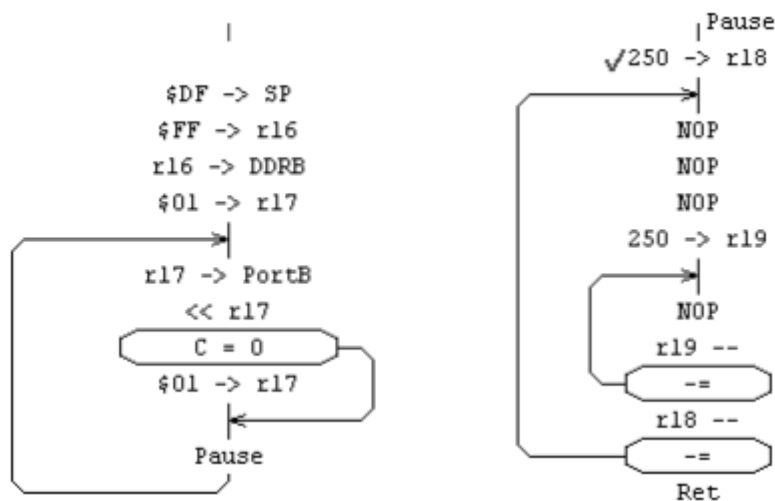 $DF -> SP
$FF -> r16
r16 -> DDRB
$01 -> r17
r17 -> PortB
<< r17
C = 0
$01 -> r17
Pause
Pause
√250 -> r18
NOP
NOP
NOP
250 -> r19
NOP
r19 --
-=
r18 --
-=
Ret